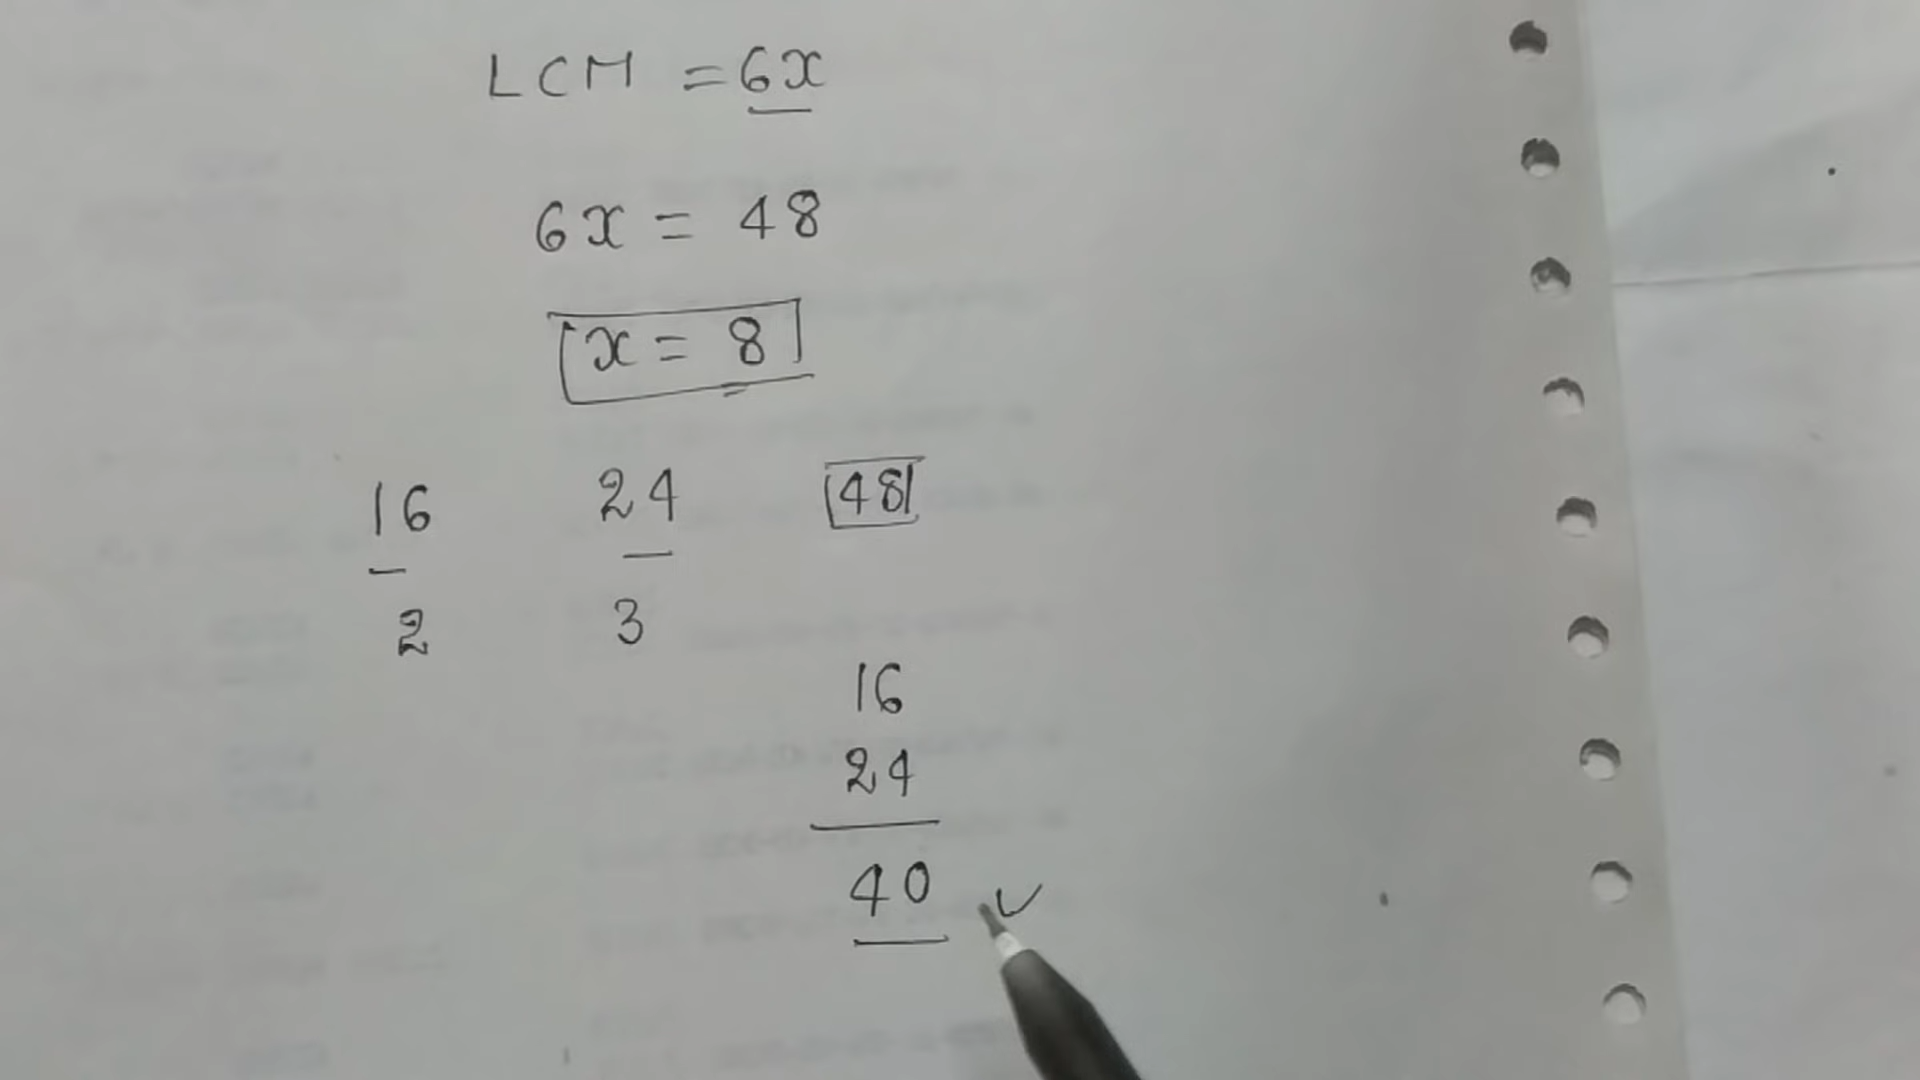 LCM = 6x
6x = 48
x = 8
16 24 48
2 3
16
24
40 ✓